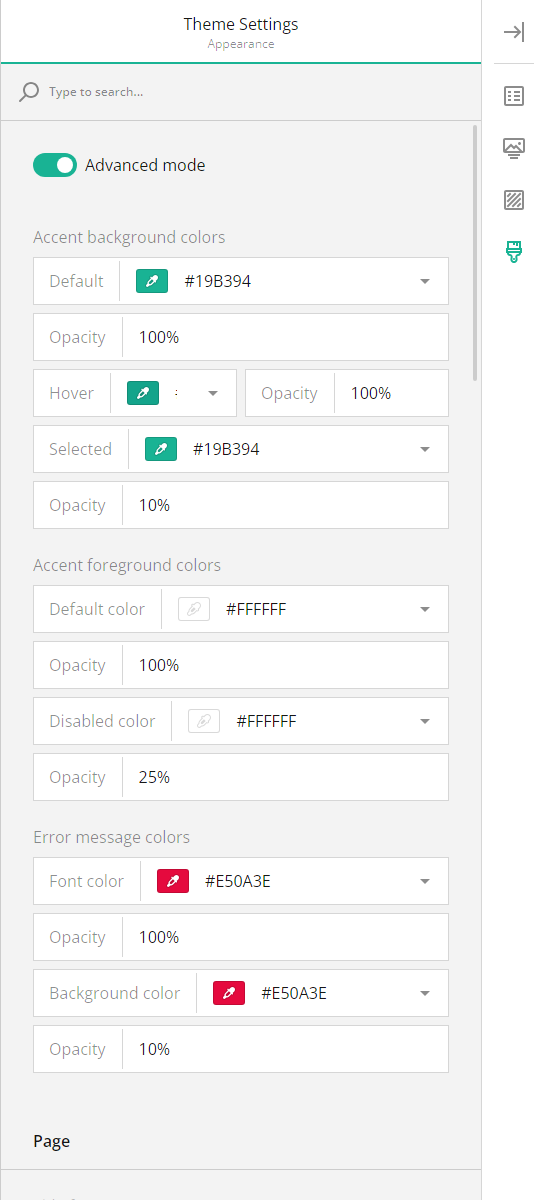 Theme Settings
Appearance
Type to search...
Advanced mode
Accent background colors
Default #19B394
Opacity 100%
Hover Opacity 100%
Selected #19B394
Opacity 10%
Accent foreground colors
Default color #FFFFFF
Opacity 100%
Disabled color #FFFFFF
Opacity 25%
Error message colors
Font color #E50A3E
Opacity 100%
Background color #E50A3E
Opacity 10%
Page